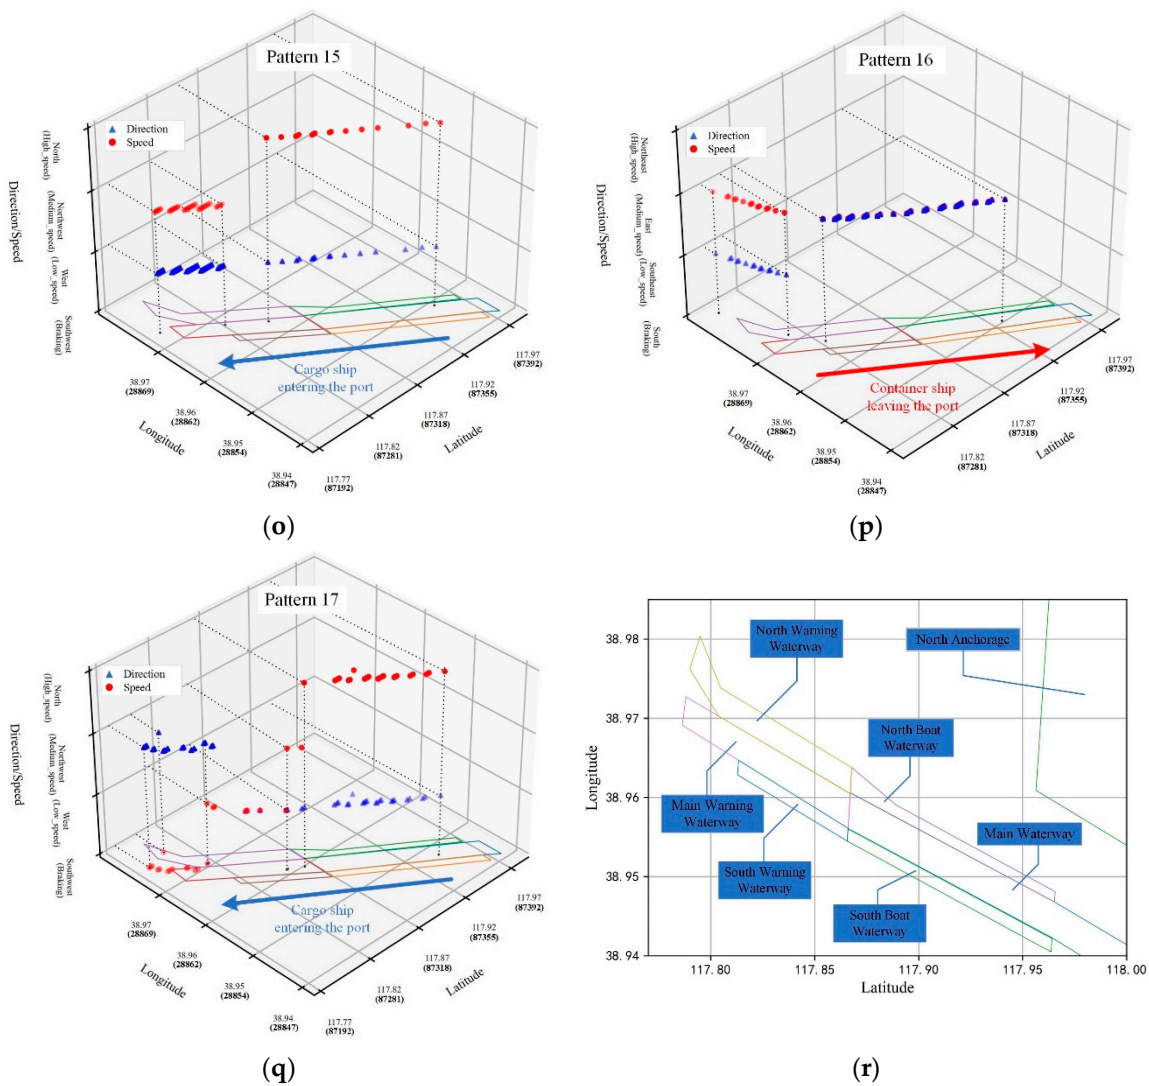 Pattern 15
Direction
Speed
Direction/Speed
North
(High_speed)
Northwest
(Medium_speed)
West
(Low_speed)
Southwest
(Braking)
Cargo ship
entering the port
38.97
(28869)
38.96
(28862)
38.95
(28854)
38.94
(28847)
Longitude
117.77
(87192)
117.82
(87281)
117.87
(87318)
117.92
(87355)
117.97
(87392)
Latitude
(o)
Pattern 16
Direction
Speed
Direction/Speed
Northeast
(High_speed)
East
(Medium_speed)
Southeast
(Low_speed)
South
(Braking)
Container ship
leaving the port
38.97
(28869)
38.96
(28862)
38.95
(28854)
38.94
(28847)
Longitude
117.82
(87281)
117.87
(87318)
117.92
(87355)
117.97
(87392)
Latitude
(p)
Pattern 17
Direction
Speed
Direction/Speed
North
(High_speed)
Northwest
(Medium_speed)
West
(Low_speed)
Southwest
(Braking)
Cargo ship
entering the port
38.97
(28869)
38.96
(28862)
38.95
(28854)
38.94
(28847)
Longitude
117.77
(87192)
117.82
(87281)
117.87
(87318)
117.92
(87355)
117.97
(87392)
Latitude
(q)
North Warning
Waterway
North Anchorage
North Boat
Waterway
Main Warning
Waterway
Main Waterway
South Warning
Waterway
South Boat
Waterway
38.98
38.97
38.96
38.95
38.94
Longitude
117.80
117.85
117.90
117.95
118.00
Latitude
(r)